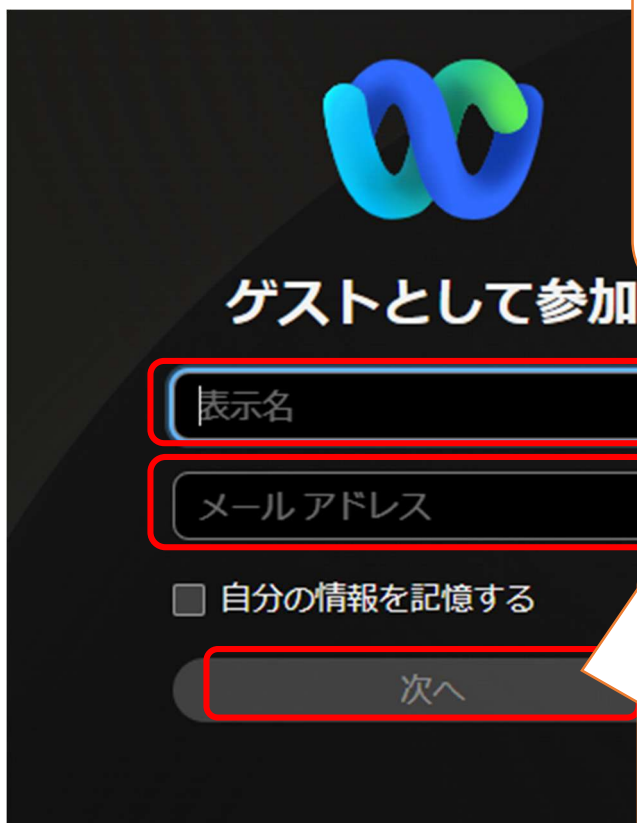 ゲストとして参加
表示名
メール アドレス
自分の情報を記憶する
次へ